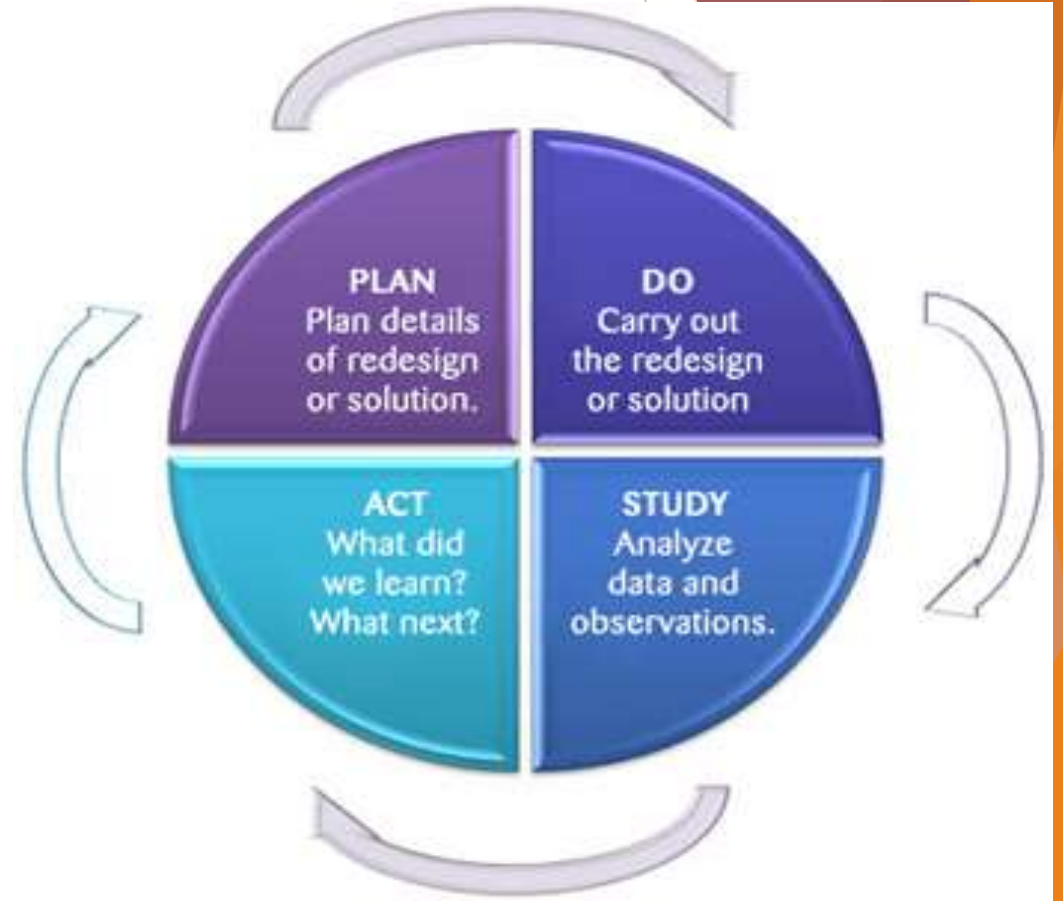 PLAN
Plan details
of redesign
or solution.
DO
Carry out
the redesign
or solution
STUDY
Analyze
data and
observations.
ACT
What did
we learn?
What next?